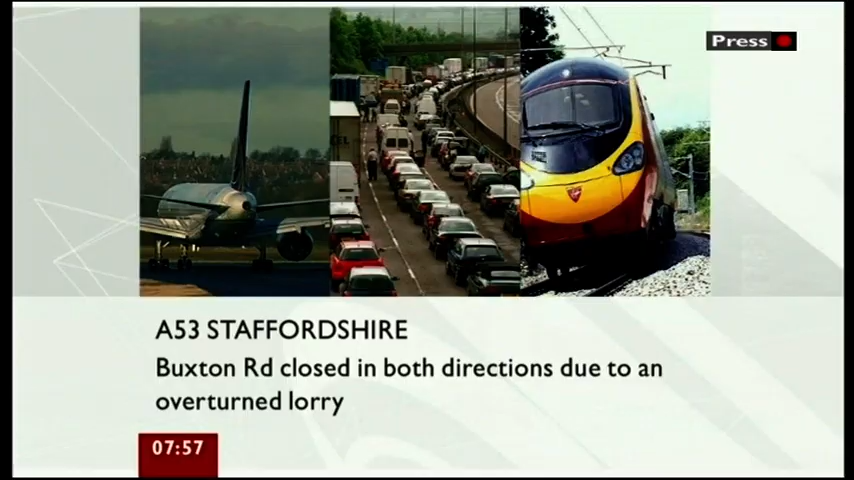 Press
A53 STAFFORDSHIRE
Buxton Rd closed in both directions due to an
overturned lorry
07:57